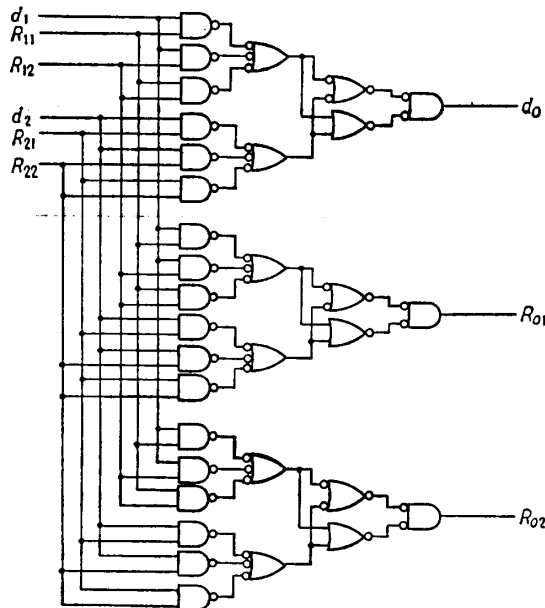 d₁
R₁₁
R₁₂
d₂
R₂₁
R₂₂
d₀
R₀₁
R₀₂